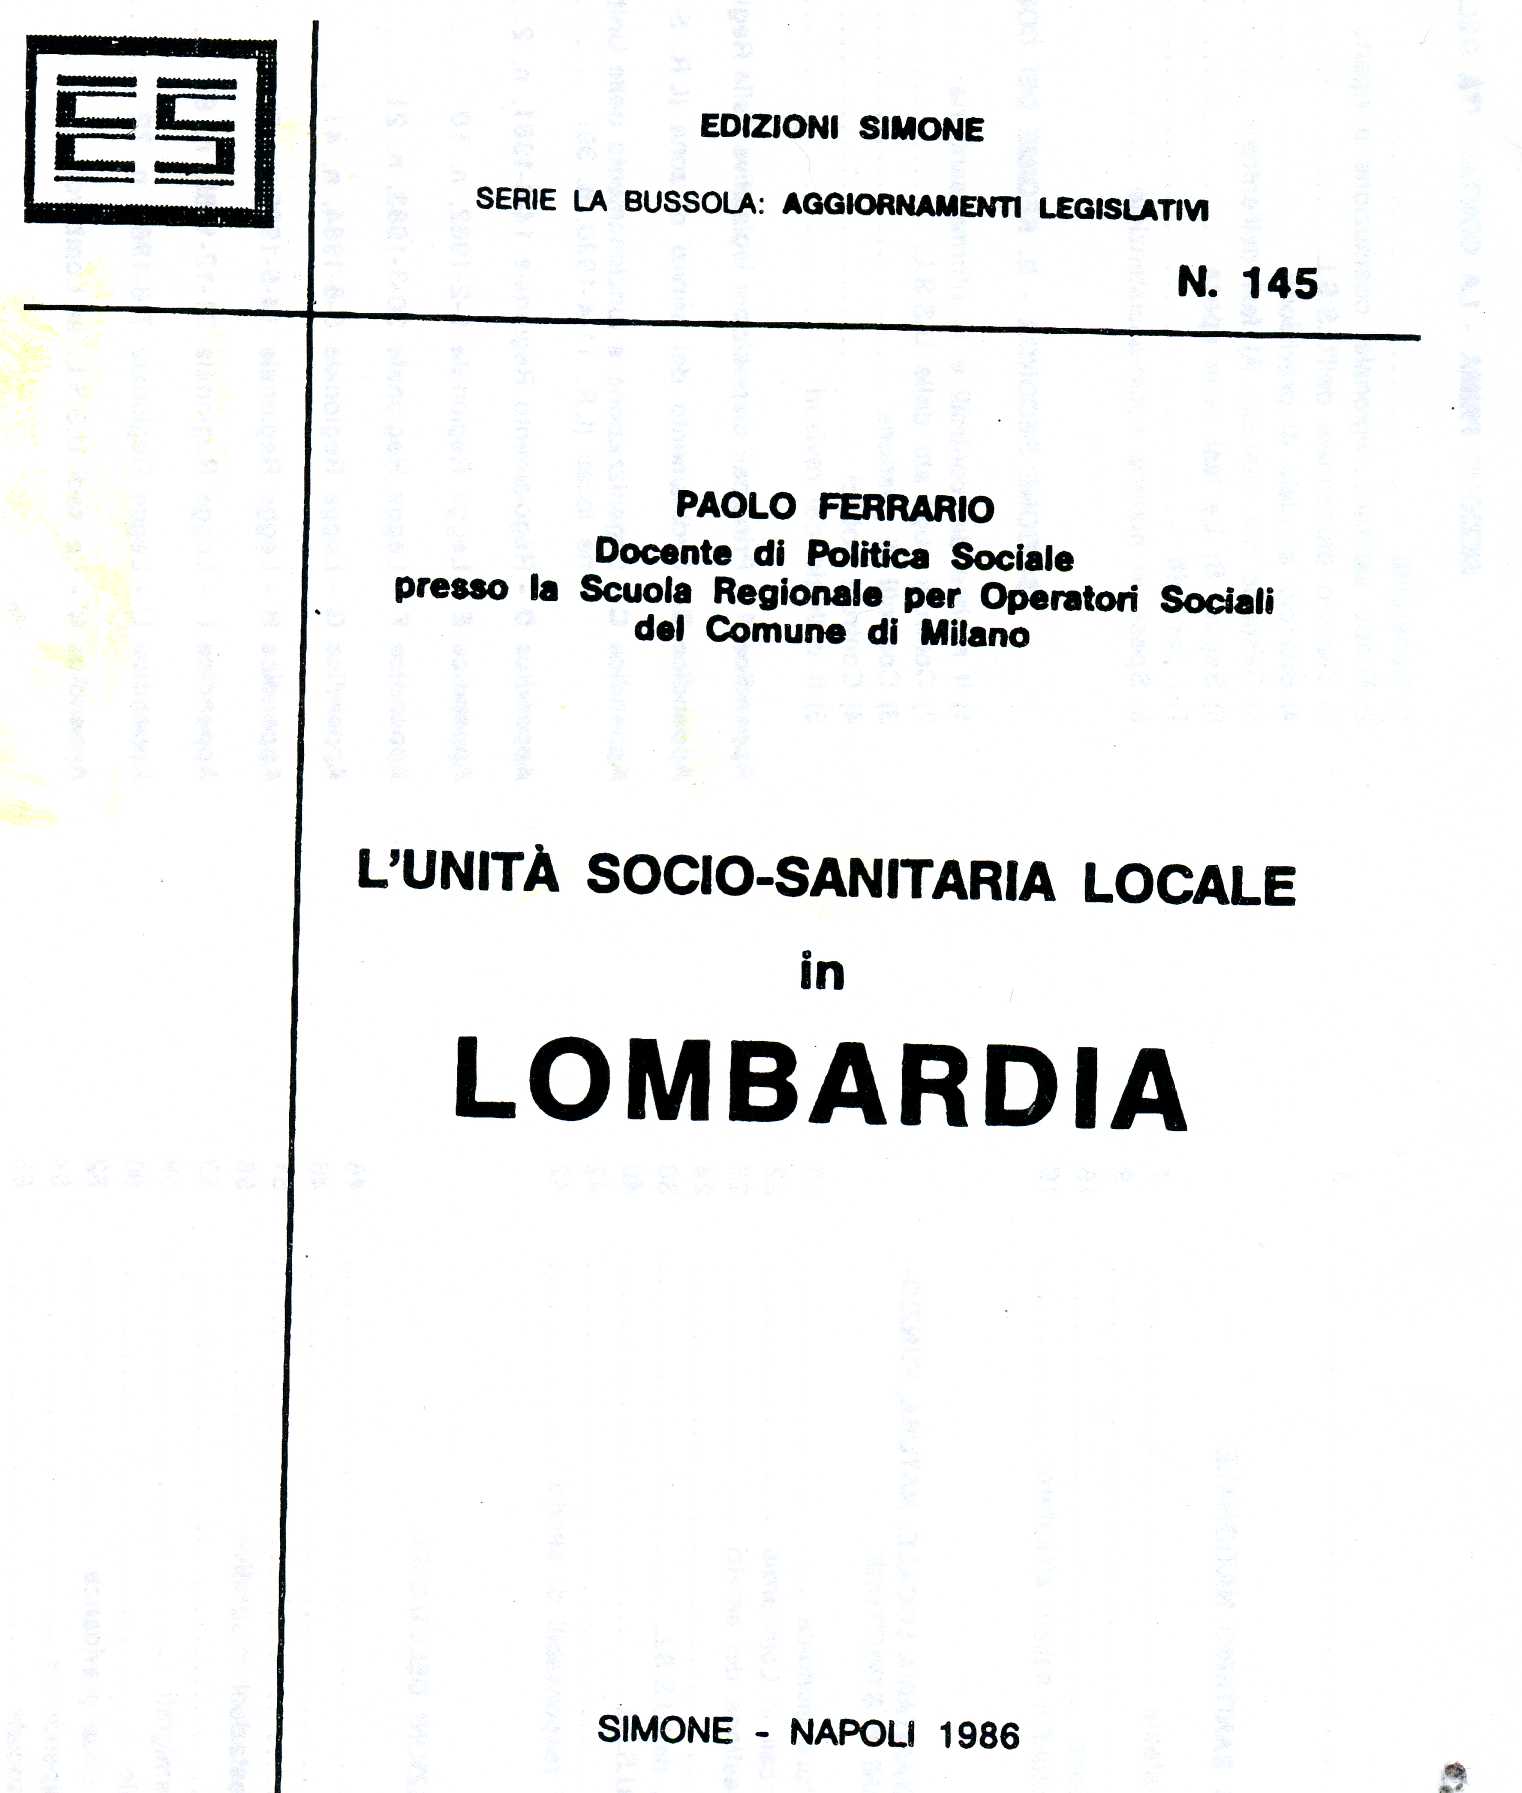 ES
EDIZIONI SIMONE
SERIE LA BUSSOLA: AGGIORNAMENTI LEGISLATIVI
N. 145
PAOLO FERRARIO
Docente di Politica Sociale
presso la Scuola Regionale per Operatori Sociali
del Comune di Milano
L'UNITÀ SOCIO-SANITARIA LOCALE
in
LOMBARDIA
SIMONE - NAPOLI 1986